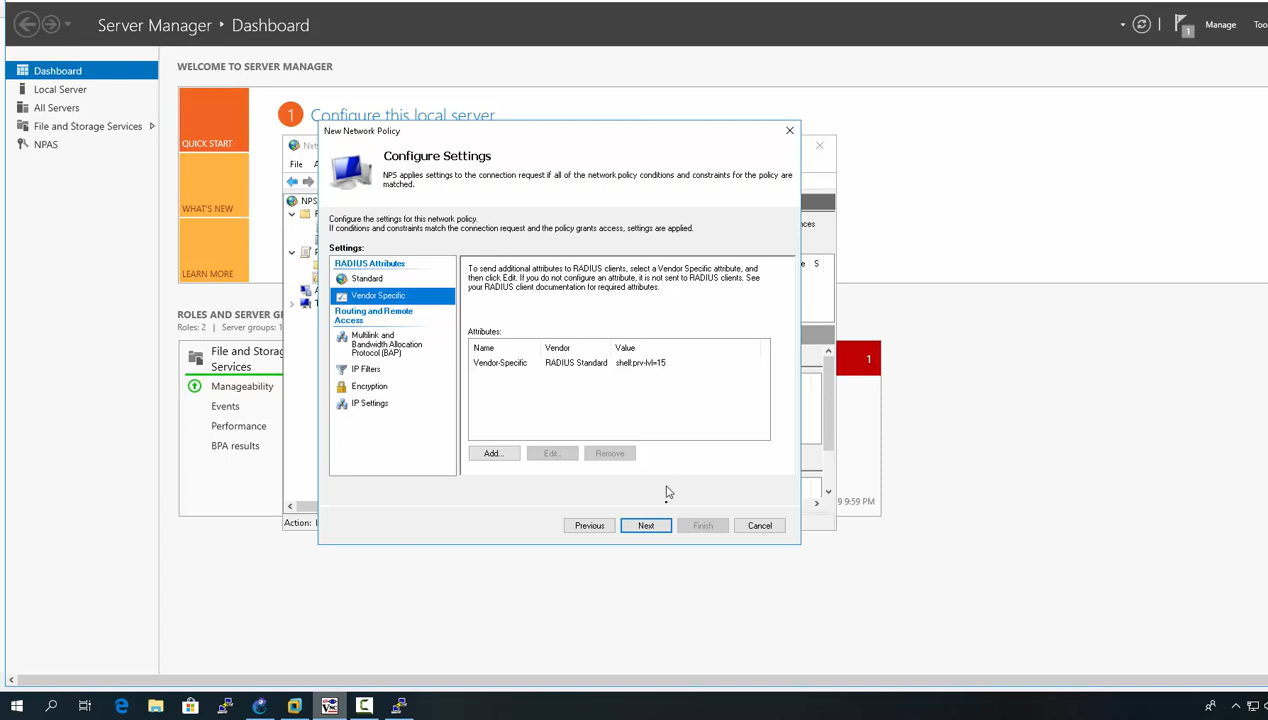 Server Manager ‣ Dashboard
1
Manage
Too
Dashboard
Local Server
All Servers
File and Storage Services
NPAS
WELCOME TO SERVER MANAGER
QUICK START
WHAT'S NEW
LEARN MORE
1
Configure this local server
ROLES AND SERVER G
Roles: 2 | Server groups: 1
File and Storag
Services
Manageability
Events
Performance
BPA results
1
9 9:59 PM
Net
File
A
NPS
nces
S
Action:
New Network Policy
Configure Settings
NPS applies settings to the connection request if all of the network policy conditions and constraints for the policy are
matched.
Configure the settings for this network policy.
If conditions and constraints match the connection request and the policy grants access, settings are applied.
Settings:
RADIUS Attributes
Standard
Vendor Specific
Routing and Remote
Access
Multilink and
Bandwidth Allocation
Protocol (BAP)
IP Filters
Encryption
IP Settings
To send additional attributes to RADIUS clients, select a Vendor Specific attribute, and
then click Edit. If you do not configure an attribute, it is not sent to RADIUS clients. See
your RADIUS client documentation for required attributes.
Attributes:
Name Vendor Value
Vendor-Specific RADIUS Standard shell:prv-lvl=15
Add... Edit... Remove
Previous Next Finish Cancel